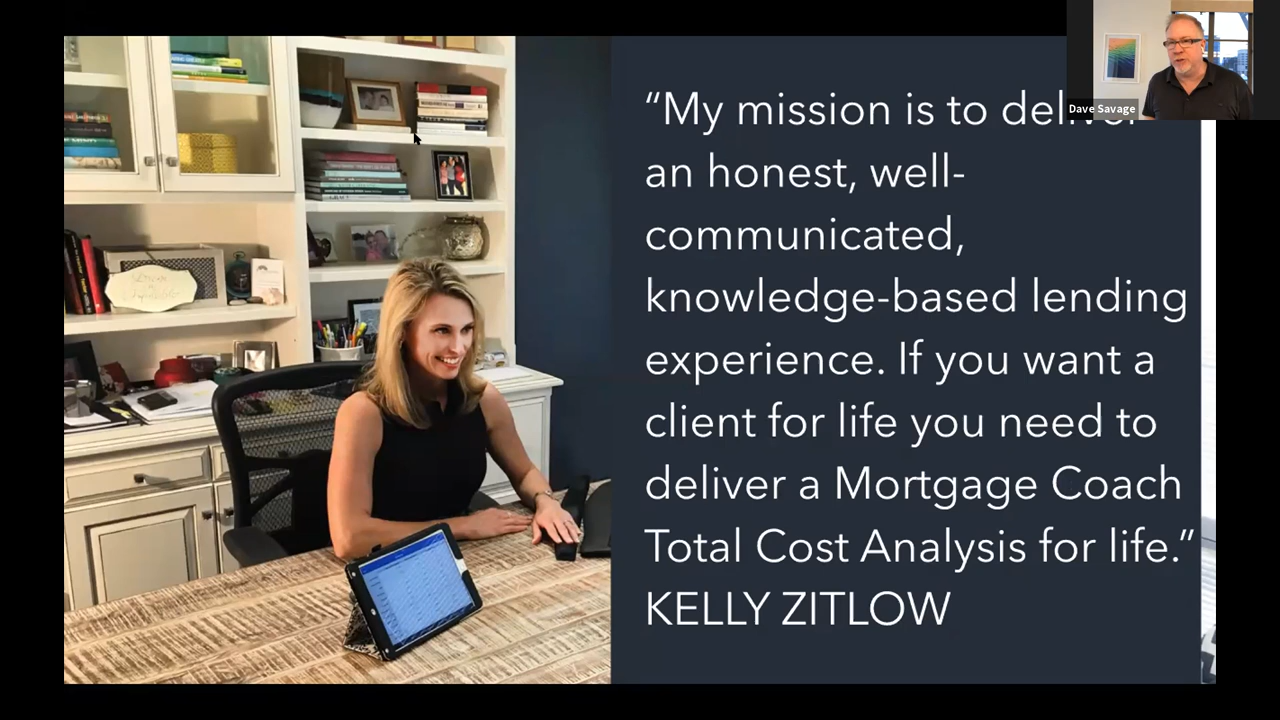 “My mission is to deliver
an honest, well-
communicated,
knowledge-based lending
experience. If you want a
client for life you need to
deliver a Mortgage Coach
Total Cost Analysis for life.”
KELLY ZITLOW
Dave Savage